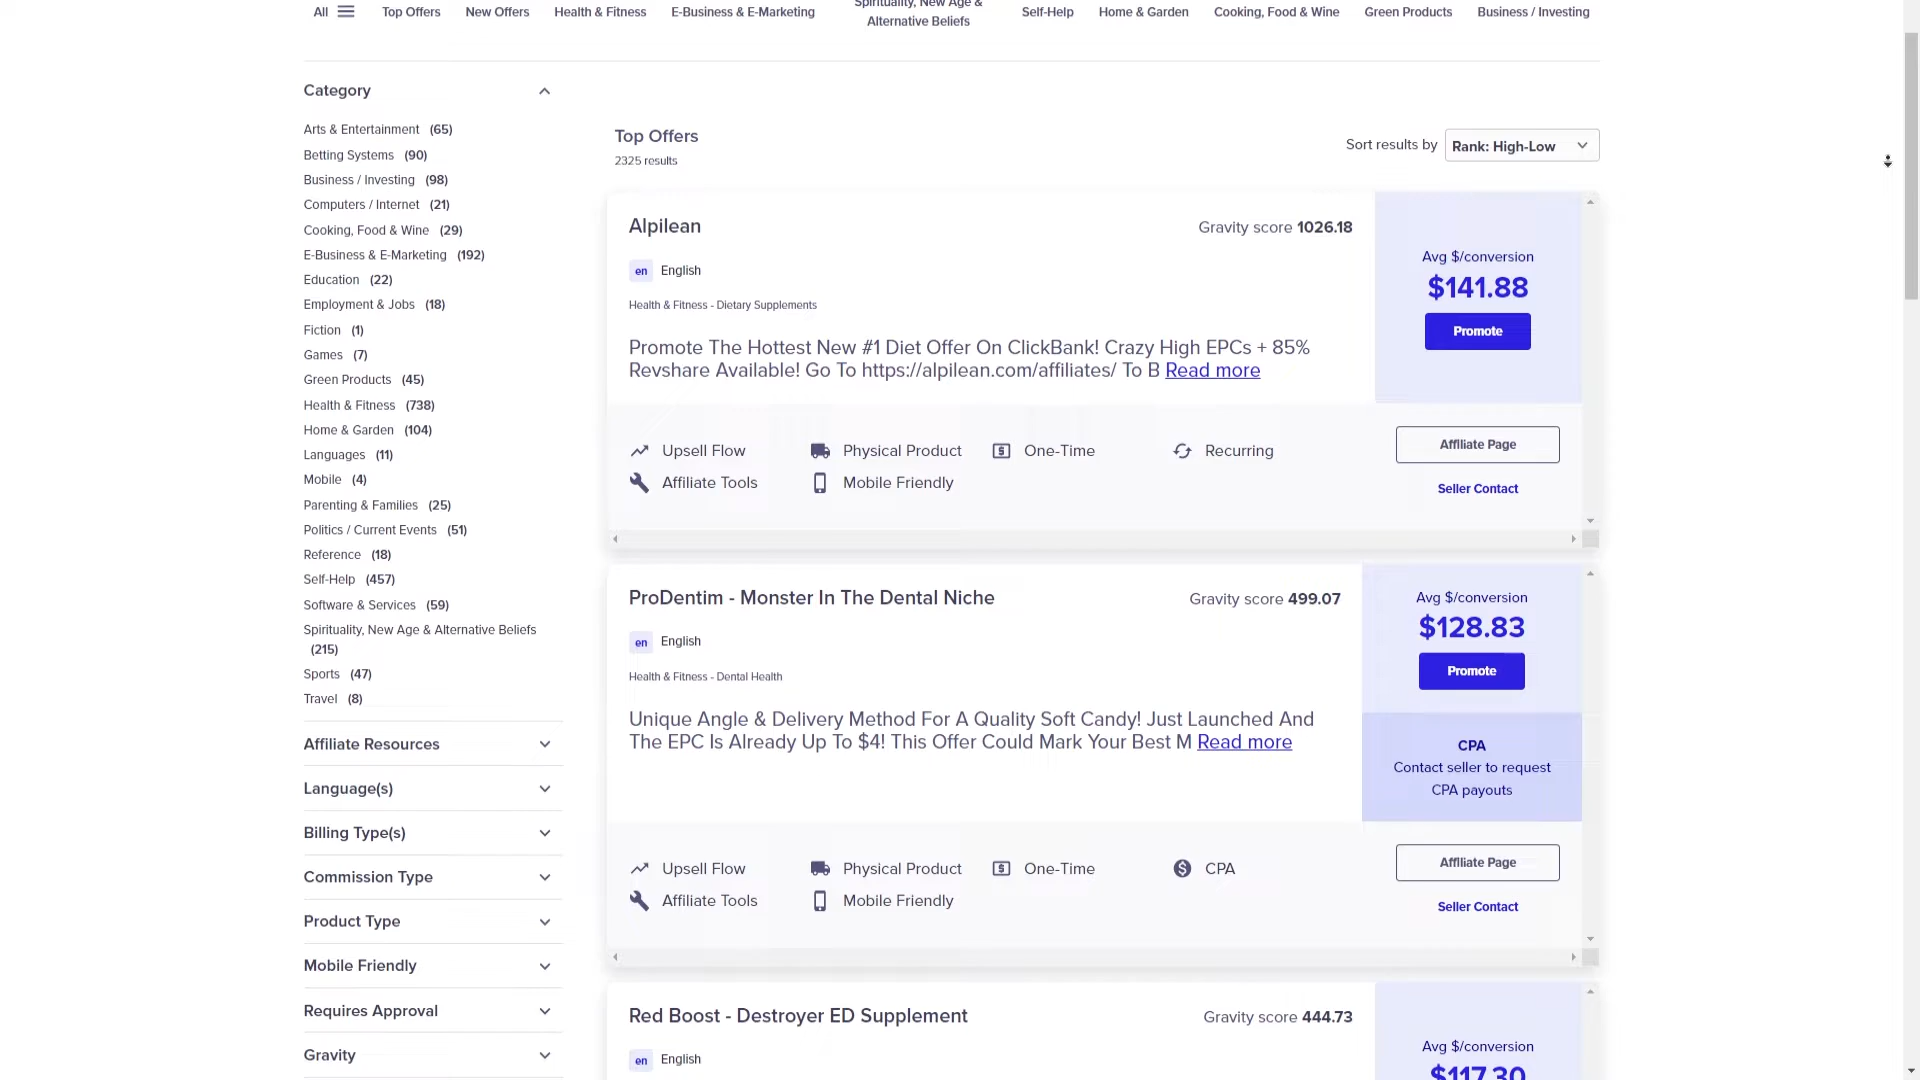 All
Top Offers
New Offers
Health & Fitness
E-Business & E-Marketing
Spirituality, New Age &
Alternative Beliefs
Self-Help
Home & Garden
Cooking, Food & Wine
Green Products
Business / Investing
Category
Arts & Entertainment (65)
Betting Systems (90)
Business / Investing (98)
Computers / Internet (21)
Cooking, Food & Wine (29)
E-Business & E-Marketing (192)
Education (22)
Employment & Jobs (18)
Fiction (1)
Games (7)
Green Products (45)
Health & Fitness (738)
Home & Garden (104)
Languages (11)
Mobile (4)
Parenting & Families (25)
Politics / Current Events (51)
Reference (18)
Self-Help (457)
Software & Services (59)
Spirituality, New Age & Alternative Beliefs
(215)
Sports (47)
Travel (8)
Affiliate Resources
Language(s)
Billing Type(s)
Commission Type
Product Type
Mobile Friendly
Requires Approval
Gravity
Top Offers
2325 results
Sort results by Rank: High-Low
Alpilean
Gravity score 1026.18
en English
Health & Fitness - Dietary Supplements
Promote The Hottest New #1 Diet Offer On ClickBank! Crazy High EPCs + 85%
Revshare Available! Go To https://alpilean.com/affiliates/ To B Read more
Avg $/conversion
$141.88
Promote
Upsell Flow
Physical Product
One-Time
Recurring
Affiliate Tools
Mobile Friendly
Affiliate Page
Seller Contact
ProDentim - Monster In The Dental Niche
Gravity score 499.07
en English
Health & Fitness - Dental Health
Unique Angle & Delivery Method For A Quality Soft Candy! Just Launched And
The EPC Is Already Up To $4! This Offer Could Mark Your Best M Read more
Avg $/conversion
$128.83
Promote
CPA
Contact seller to request
CPA payouts
Upsell Flow
Physical Product
One-Time
CPA
Affiliate Tools
Mobile Friendly
Affiliate Page
Seller Contact
Red Boost - Destroyer ED Supplement
Gravity score 444.73
en English
Avg $/conversion
$117.30